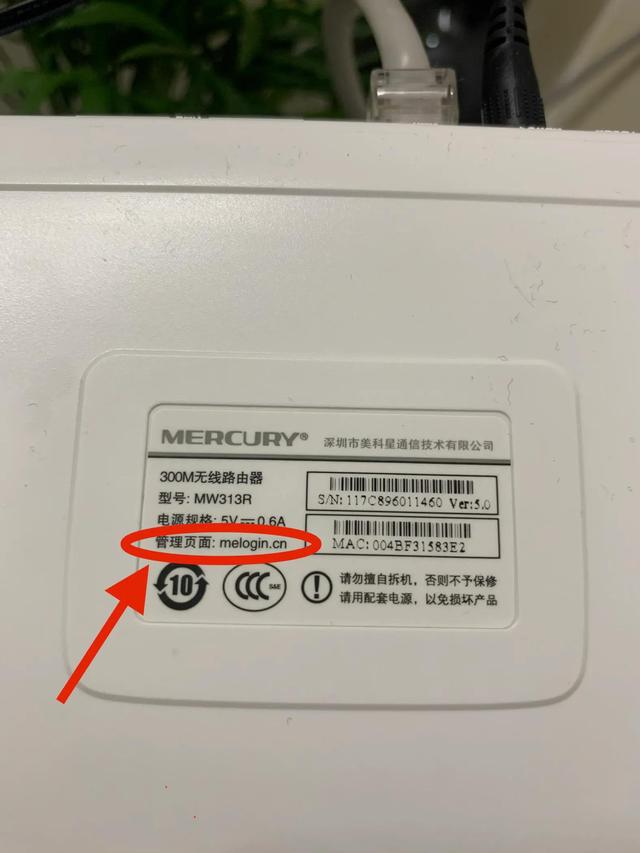 MERCURY® 深圳市美科星通信技术有限公司
300M无线路由器
型号: MW313R
电源规格: 5V⎓0.6A
管理页面: melogin.cn
S/N: 117C896011460 Ver:5.0
MAC: 004BF31583E2
10
CCC S&E
请勿擅自拆机，否则不予保修
请用配套电源，以免损坏产品